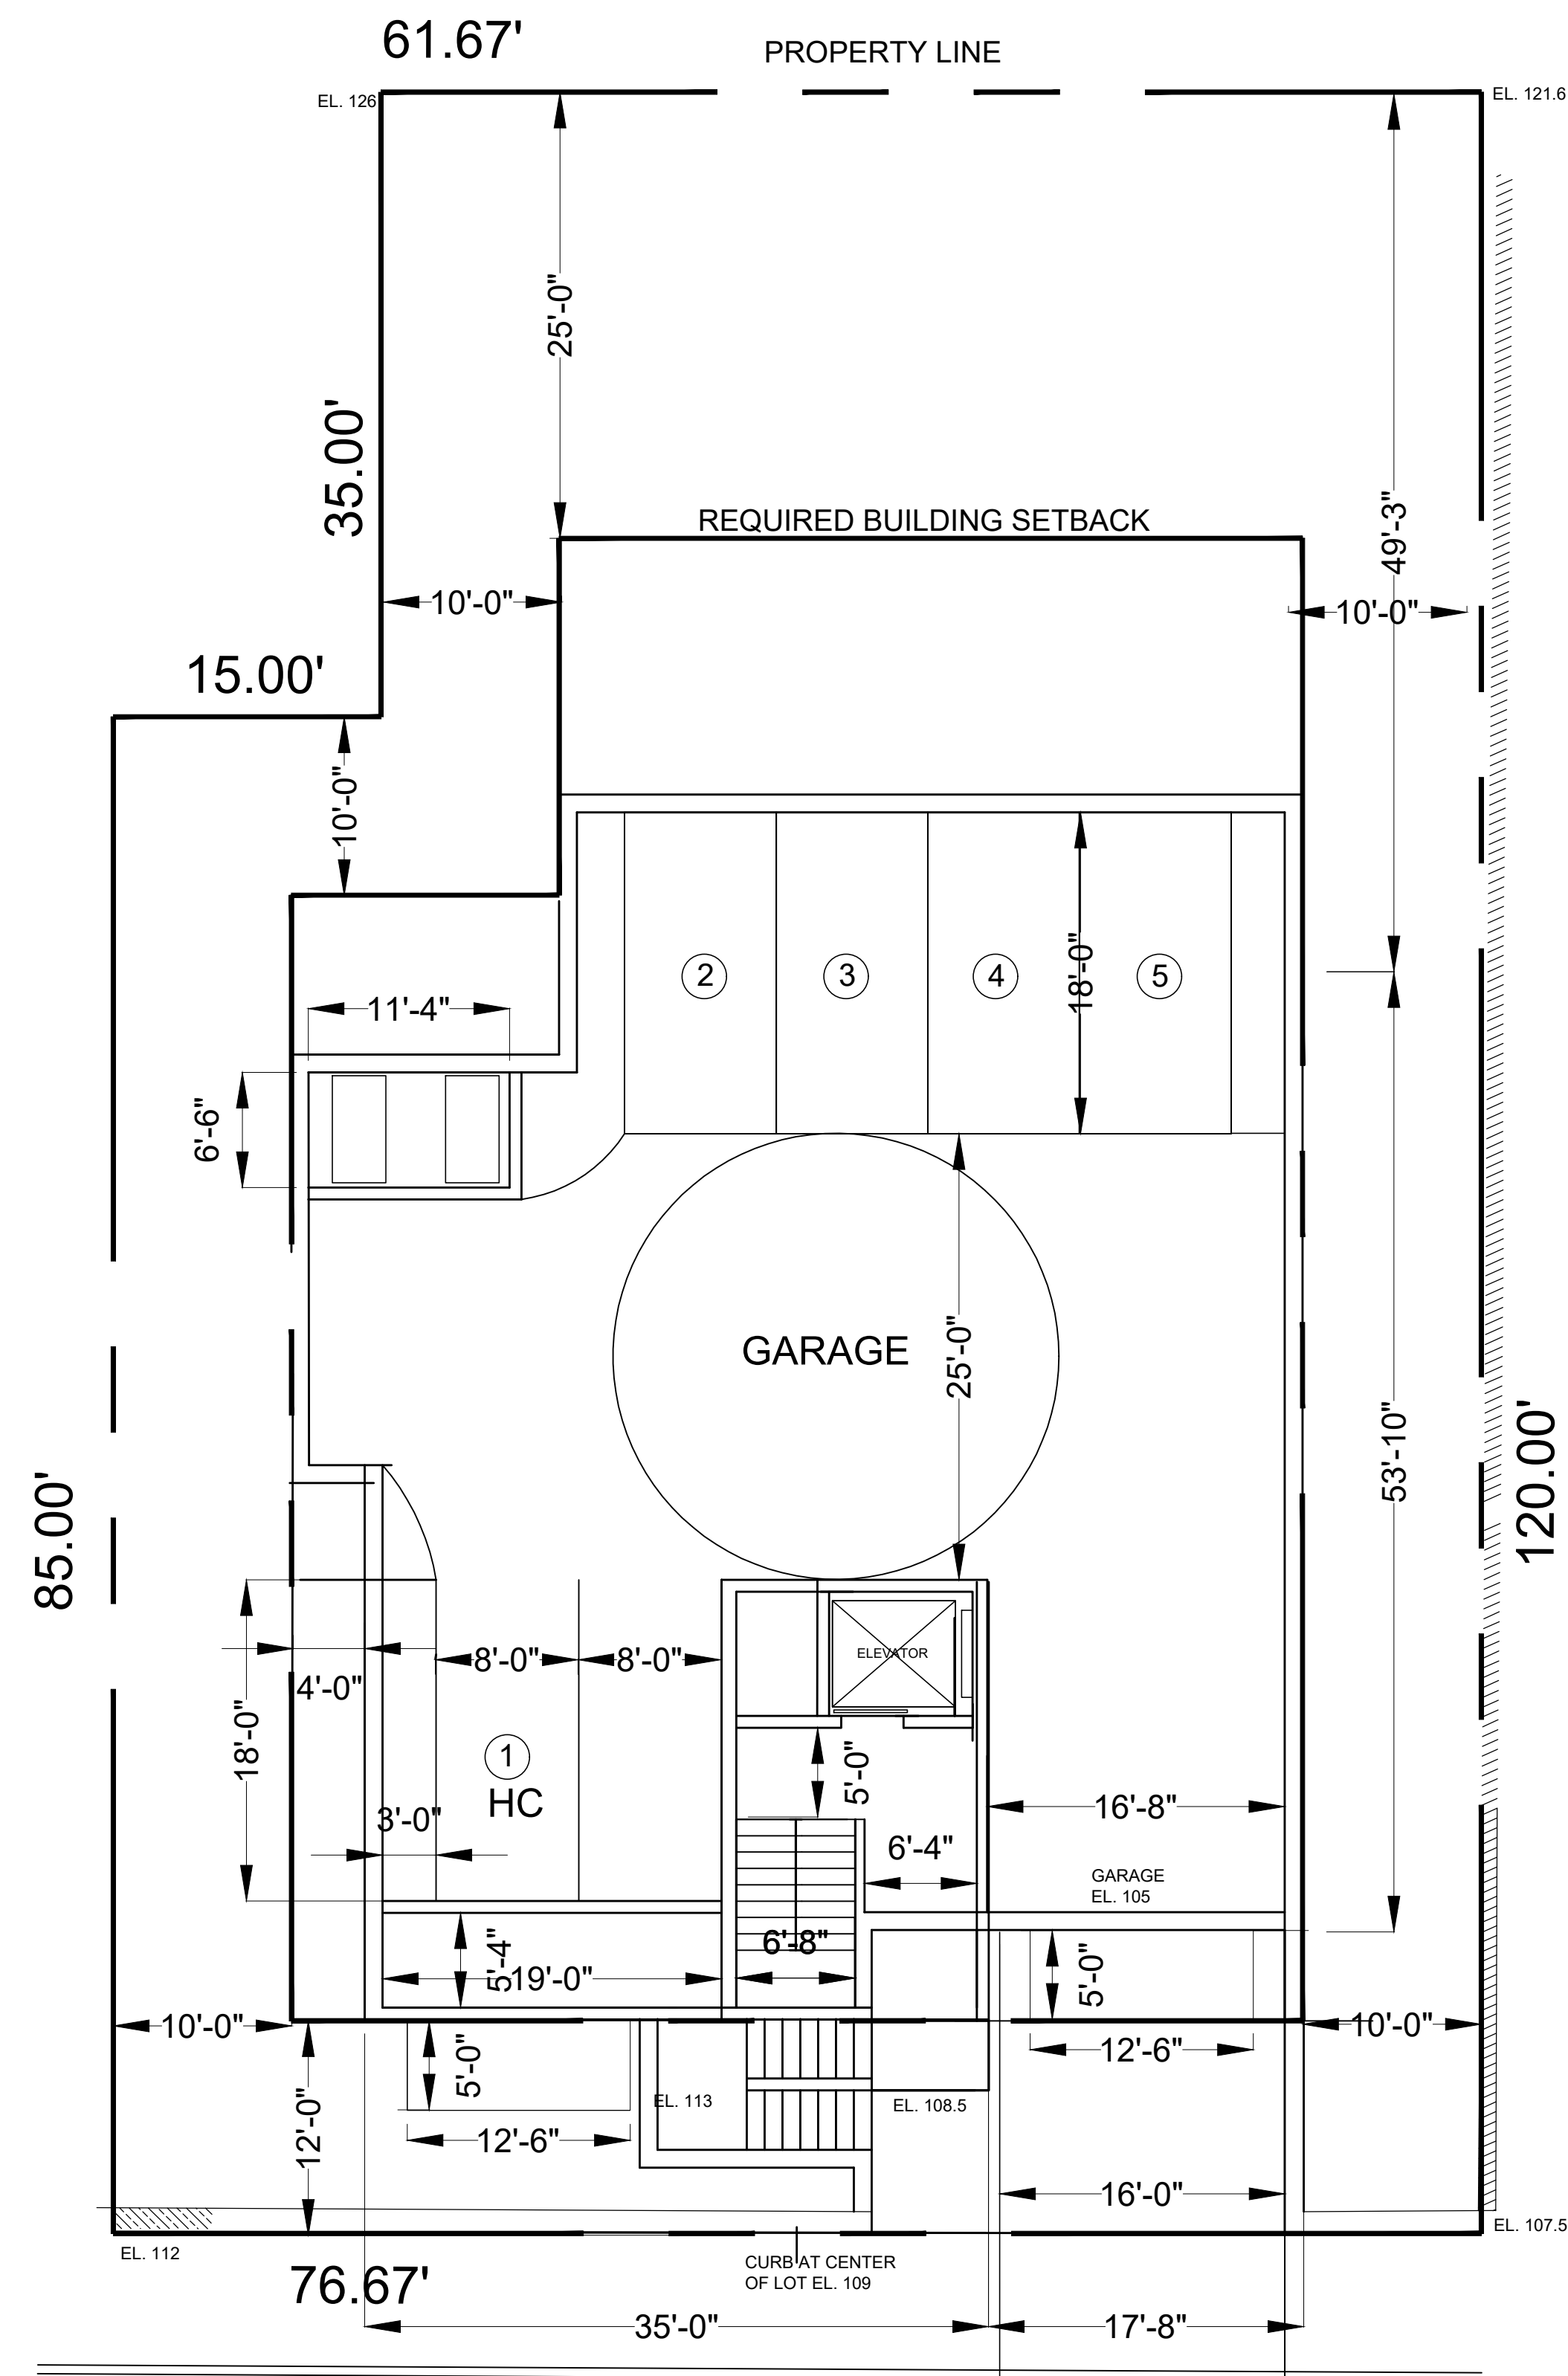 61.67'
PROPERTY LINE
EL. 126
EL. 121.6
25'-0"
35.00'
49'-3"
REQUIRED BUILDING SETBACK
10'-0"
10'-0"
15.00'
10'-0"
2
3
4
18'-0"
5
11'-4"
6'-6"
GARAGE
25'-0"
53'-10"
120.00'
85.00'
8'-0"
8'-0"
ELEVATOR
4'-0"
18'-0"
1
HC
5'-0"
3'-0"
16'-8"
6'-4"
GARAGE
EL. 105
6'-8"
5'-4"
19'-0"
5'-0"
10'-0"
10'-0"
12'-6"
5'-0"
EL. 113
EL. 108.5
12'-0"
12'-6"
16'-0"
EL. 107.5
EL. 112
CURB AT CENTER
OF LOT EL. 109
76.67'
35'-0"
17'-8"